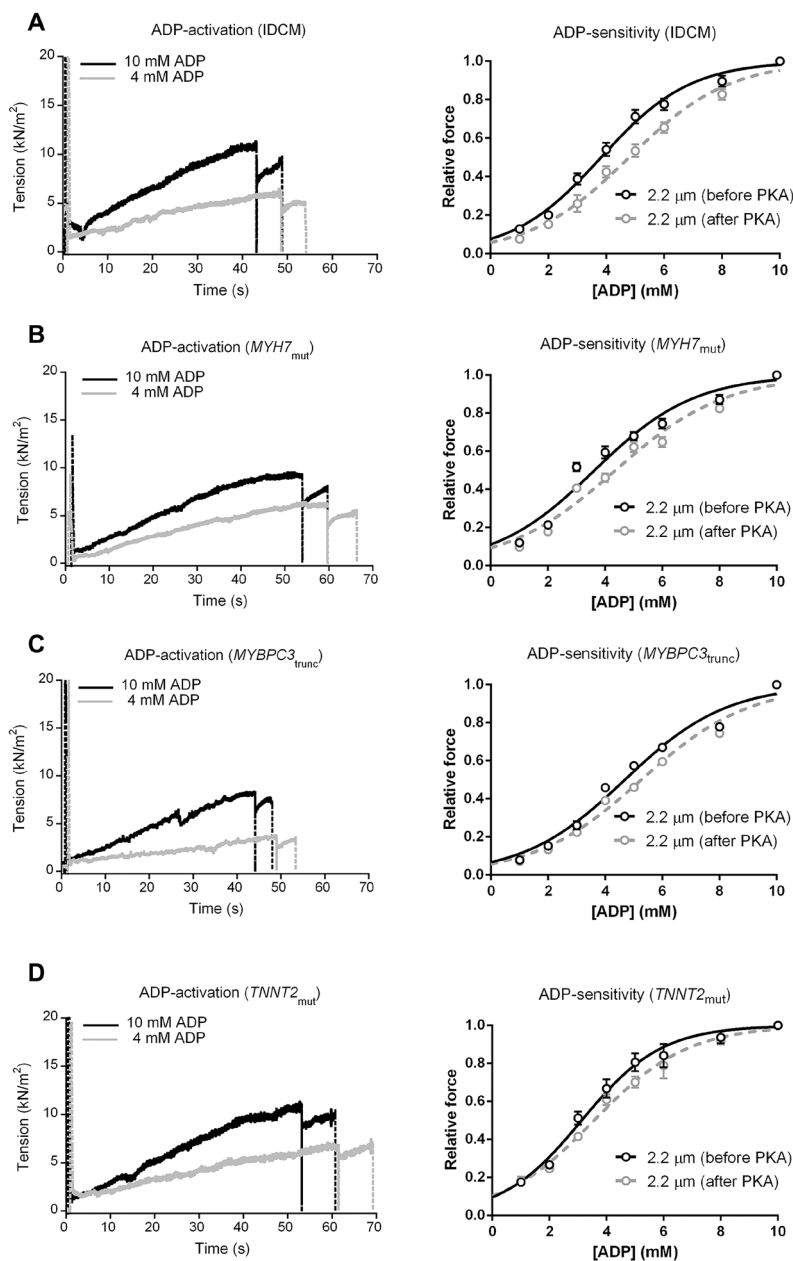 A
ADP-activation (IDCM)
20
15
10
5
0
Tension (kN/m²)
10 mM ADP
4 mM ADP
0 10 20 30 40 50 60 70
Time (s)
ADP-sensitivity (IDCM)
1.0
0.8
0.6
0.4
0.2
0.0
Relative force
2.2 µm (before PKA)
2.2 µm (after PKA)
0 2 4 6 8 10
[ADP] (mM)
B
ADP-activation (MYH7mut)
20
15
10
5
0
Tension (kN/m²)
10 mM ADP
4 mM ADP
0 10 20 30 40 50 60 70
Time (s)
ADP-sensitivity (MYH7mut)
1.0
0.8
0.6
0.4
0.2
0.0
Relative force
2.2 µm (before PKA)
2.2 µm (after PKA)
0 2 4 6 8 10
[ADP] (mM)
C
ADP-activation (MYBPC3trunc)
20
15
10
5
0
Tension (kN/m²)
10 mM ADP
4 mM ADP
0 10 20 30 40 50 60 70
Time (s)
ADP-sensitivity (MYBPC3trunc)
1.0
0.8
0.6
0.4
0.2
0.0
Relative force
2.2 µm (before PKA)
2.2 µm (after PKA)
0 2 4 6 8 10
[ADP] (mM)
D
ADP-activation (TNNT2mut)
20
15
10
5
0
Tension (kN/m²)
10 mM ADP
4 mM ADP
0 10 20 30 40 50 60 70
Time (s)
ADP-sensitivity (TNNT2mut)
1.0
0.8
0.6
0.4
0.2
0.0
Relative force
2.2 µm (before PKA)
2.2 µm (after PKA)
0 2 4 6 8 10
[ADP] (mM)